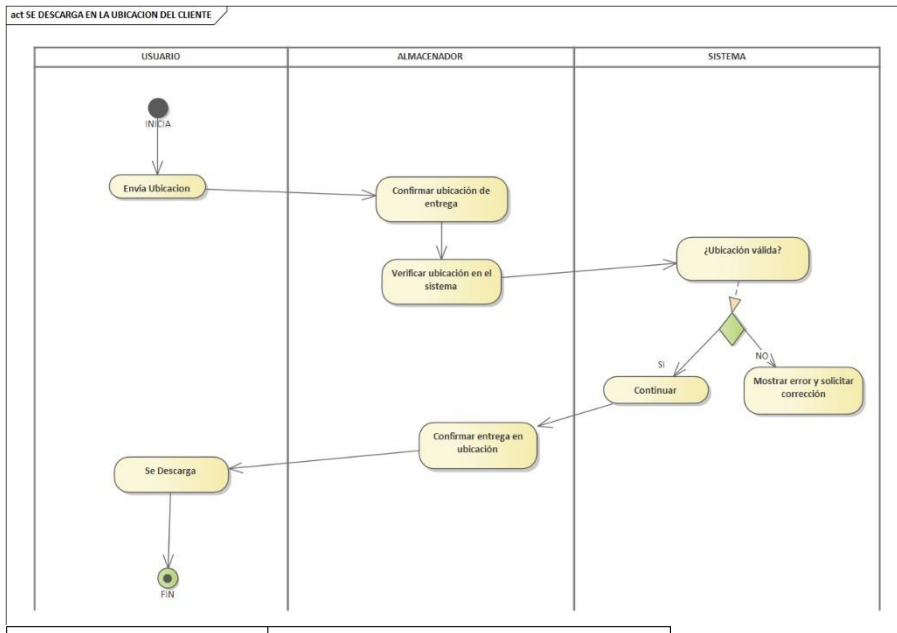 act SE DESCARGA EN LA UBICACION DEL CLIENTE
USUARIO
ALMACENADOR
SISTEMA
INICIA
Envia Ubicacion
Confirmar ubicación de
entrega
Verificar ubicación en el
sistema
¿Ubicación válida?
SI
NO
Continuar
Mostrar error y solicitar
corrección
Confirmar entrega en
ubicación
Se Descarga
FIN